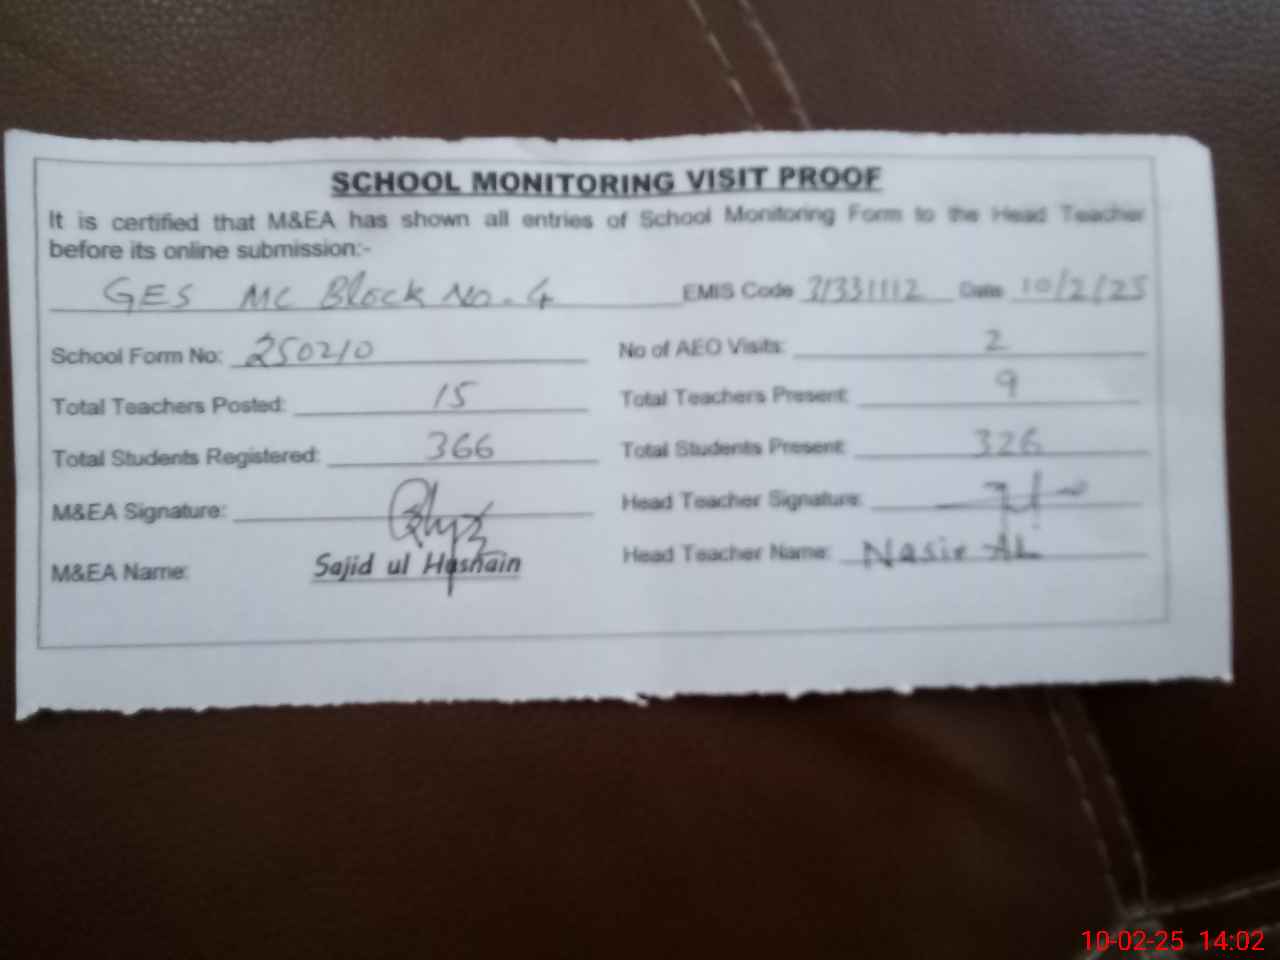 SCHOOL MONITORING VISIT PROOF
It is certified that M&EA has shown all entries of School Monitoring Form to the Head Teacher
before its online submission:-
GES MC Block No. 4 EMIS Code 31331112 Date 10/2/25
School Form No: 250210 No of AEO Visits: 2
Total Teachers Posted: 15 Total Teachers Present: 9
Total Students Registered: 366 Total Students Present: 326
M&EA Signature: Head Teacher Signature:
M&EA Name: Sajid ul Hasnain Head Teacher Name: Nasir Ali
10-02-25 14:02